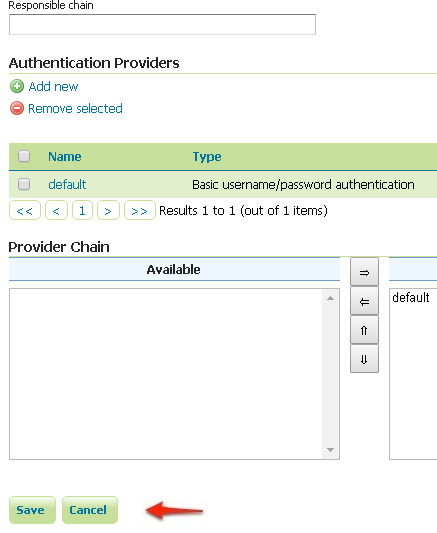 Responsible chain
Authentication Providers
Add new
Remove selected
Name Type
default Basic username/password authentication
<< < 1 > >> Results 1 to 1 (out of 1 items)
Provider Chain
Available
⇒
default
⇐
⇑
⇓
Save Cancel